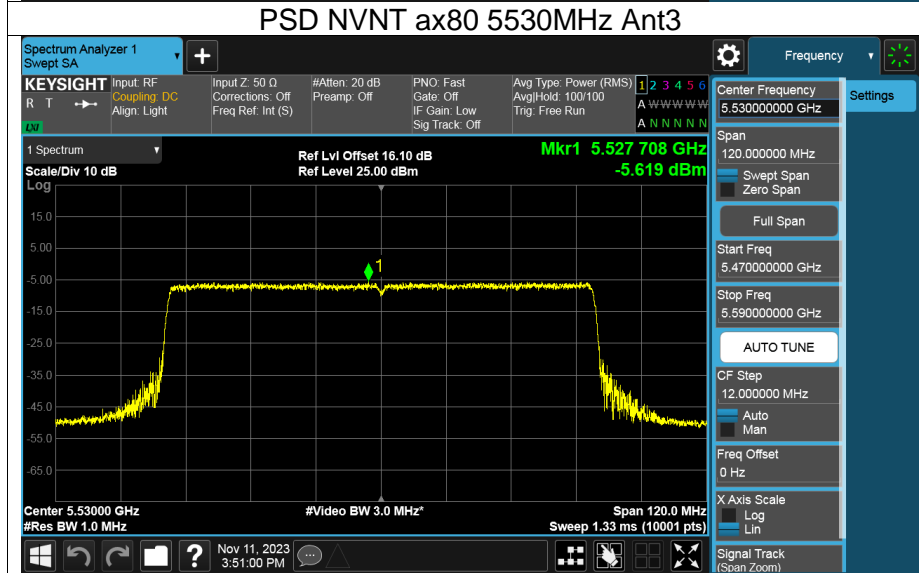 PSD NVNT ax80 5530MHz Ant3
Spectrum Analyzer 1
Swept SA
+
Frequency
KEYSIGHT
R T
LXI
Input: RF
Coupling: DC
Align: Light
Input Z: 50 Ω
Corrections: Off
Freq Ref: Int (S)
#Atten: 20 dB
Preamp: Off
PNO: Fast
Gate: Off
IF Gain: Low
Sig Track: Off
Avg Type: Power (RMS)
Avg|Hold: 100/100
Trig: Free Run
1 2 3 4 5 6
A W W W W W
A N N N N N
1 Spectrum
Scale/Div 10 dB
Ref Lvl Offset 16.10 dB
Ref Level 25.00 dBm
Mkr1 5.527 708 GHz
-5.619 dBm
Log
15.0
5.00
-5.00
-15.0
-25.0
-35.0
-45.0
-55.0
-65.0
1
Center 5.53000 GHz
#Res BW 1.0 MHz
#Video BW 3.0 MHz*
Span 120.0 MHz
Sweep 1.33 ms (10001 pts)
Center Frequency
5.530000000 GHz
Settings
Span
120.000000 MHz
Swept Span
Zero Span
Full Span
Start Freq
5.470000000 GHz
Stop Freq
5.590000000 GHz
AUTO TUNE
CF Step
12.000000 MHz
Auto
Man
Freq Offset
0 Hz
X Axis Scale
Log
Lin
Signal Track
(Span Zoom)
?
Nov 11, 2023
3:51:00 PM